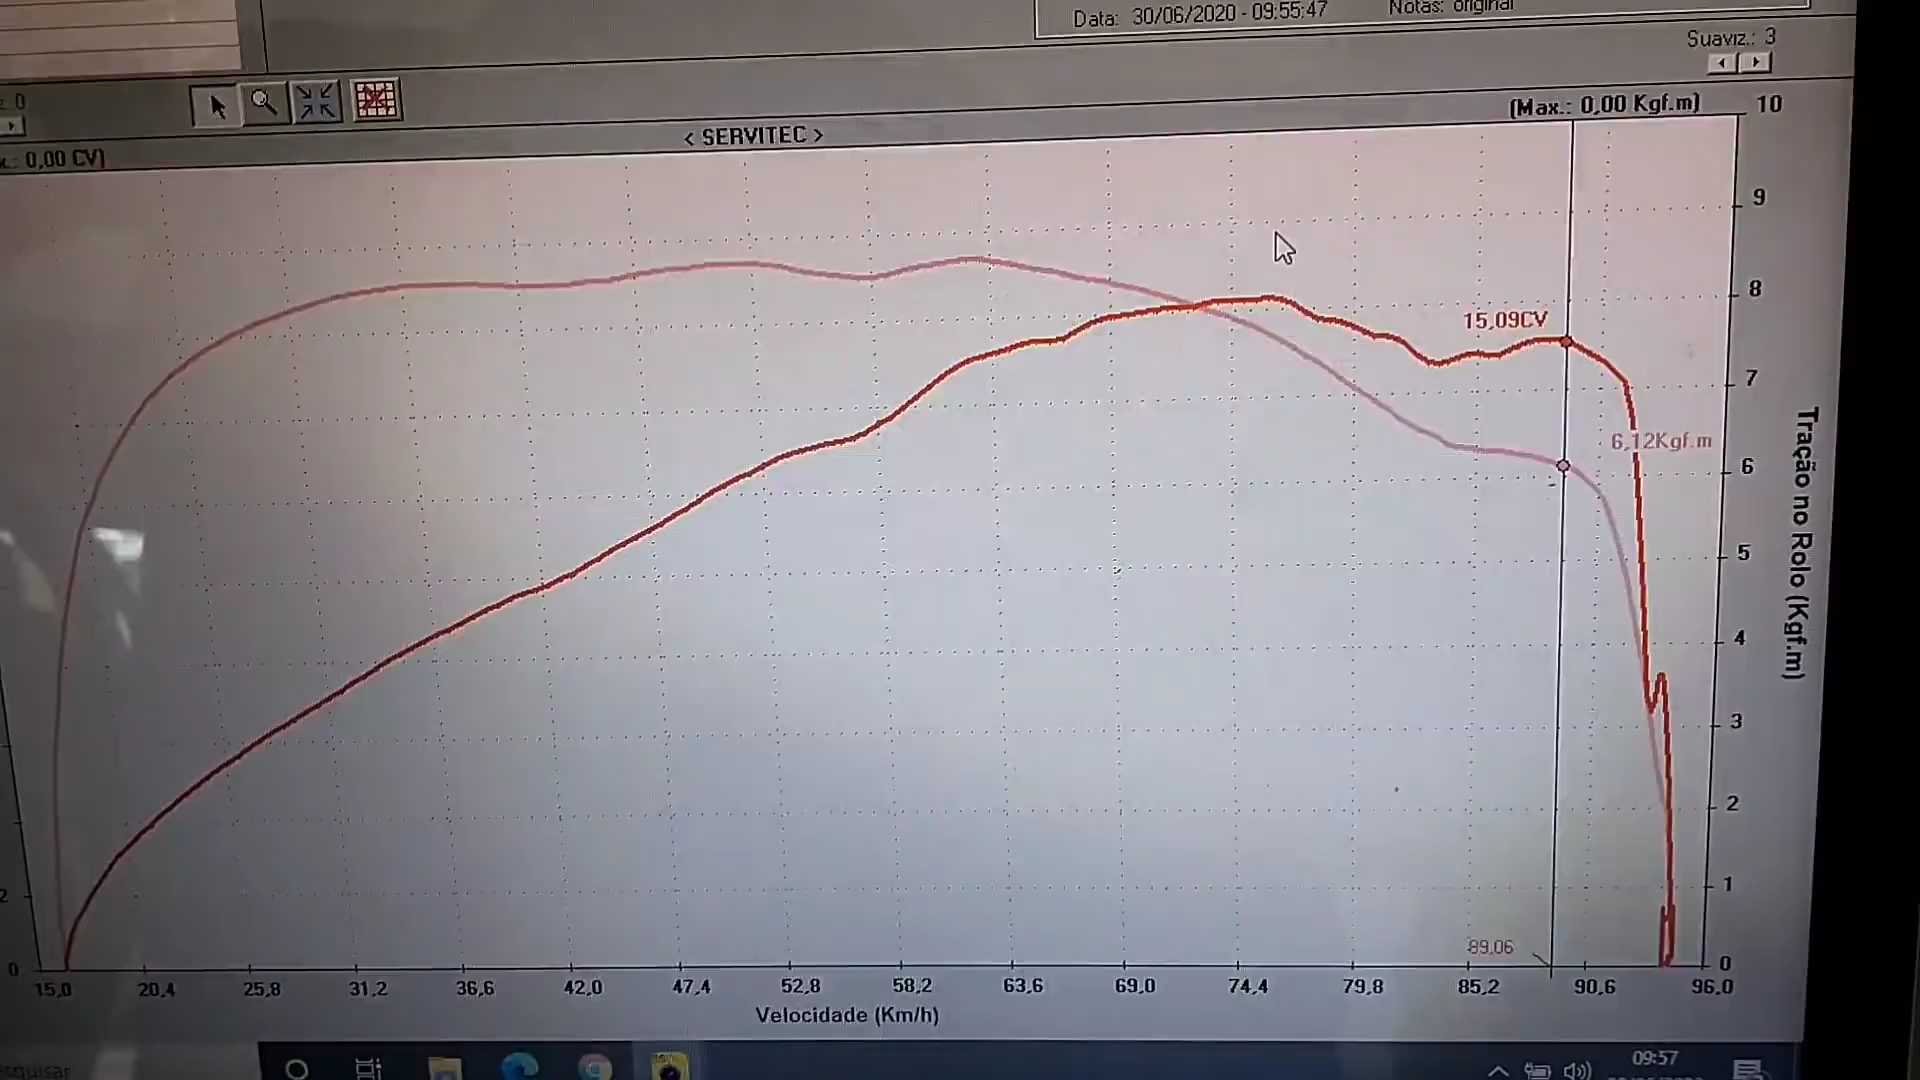 Data: 30/06/2020 - 09:55:47
Notas: original
Suaviz.: 3
0
(Max.: 0,00 Kgf.m)
10
< SERVITEC >
0,00 CV)
9
8
15,09CV
7
6,12Kgf.m
6
5
4
3
2
1
0
Tração no Rolo (Kgf.m)
2
0
89,06
15,0 20,4 25,8 31,2 36,6 42,0 47,4 52,8 58,2 63,6 69,0 74,4 79,8 85,2 90,6 96,0
Velocidade (Km/h)
09:57